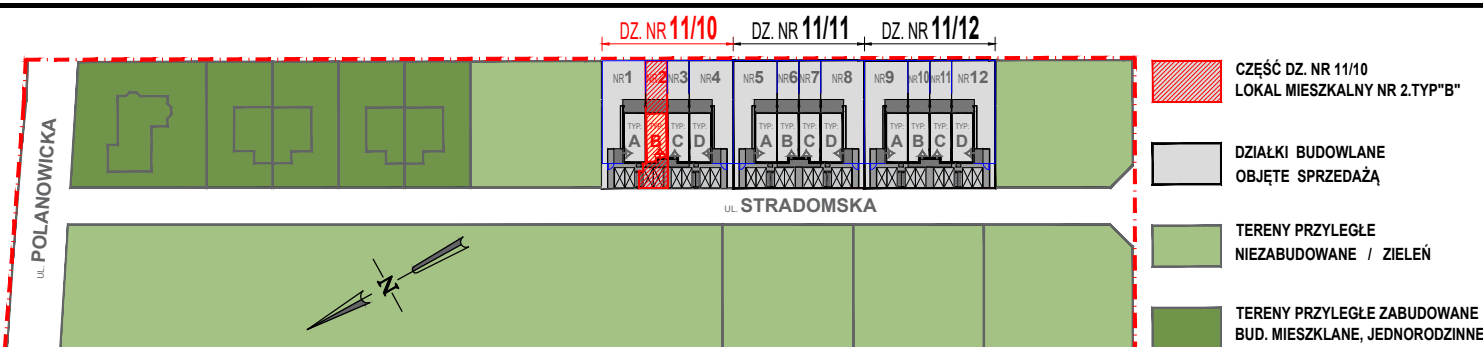 DZ. NR 11/10 DZ. NR 11/11 DZ. NR 11/12
NR1 NR2 NR3 NR4 NR5 NR6 NR7 NR8 NR9 NR10 NR11 NR12
TYP: TYP: TYP: TYP: TYP: TYP: TYP: TYP: TYP: TYP: TYP: TYP:
A B C D A B C D A B C D
UL. STRADOMSKA
UL. POLANOWICKA
N
CZĘŚĆ DZ. NR 11/10
LOKAL MIESZKALNY NR 2.TYP"B"
DZIAŁKI BUDOWLANE
OBJĘTE SPRZEDAŻĄ
TERENY PRZYLEGŁE
NIEZABUDOWANE / ZIELEŃ
TERENY PRZYLEGŁE ZABUDOWANE
BUD. MIESZKLANE, JEDNORODZINNE